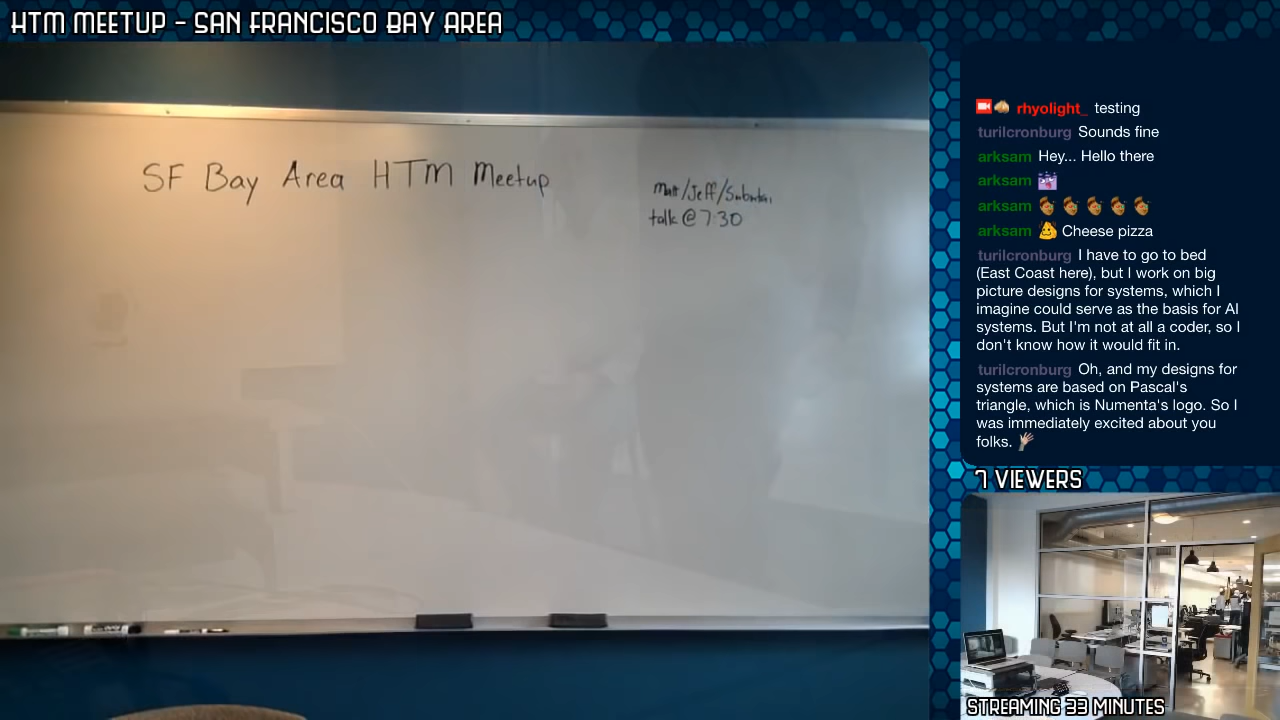 HTM MEETUP - SAN FRANCISCO BAY AREA
SF Bay Area HTM Meetup
Matt/Jeff/Subutai
talk @ 7:30
rhyolight_ testing
turilcronburg Sounds fine
arksam Hey... Hello there
arksam
arksam
arksam Cheese pizza
turilcronburg I have to go to bed
(East Coast here), but I work on big
picture designs for systems, which I
imagine could serve as the basis for AI
systems. But I'm not at all a coder, so I
don't know how it would fit in.
turilcronburg Oh, and my designs for
systems are based on Pascal's
triangle, which is Numenta's logo. So I
was immediately excited about you
folks.
7 VIEWERS
STREAMING 33 MINUTES